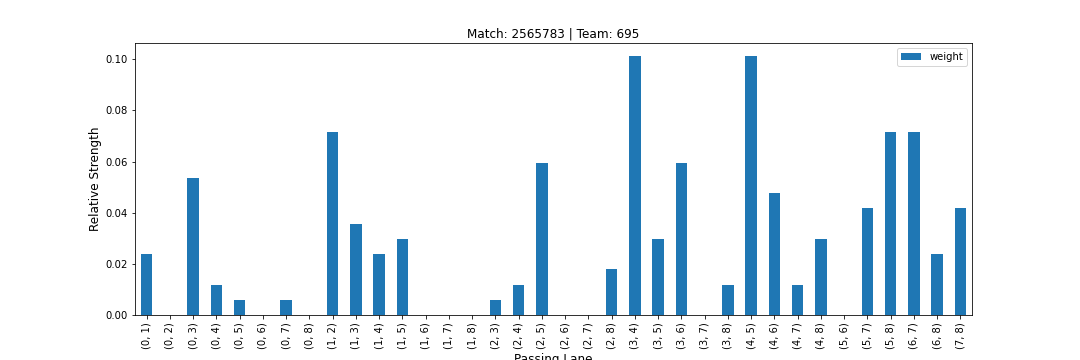 Match: 2565783 | Team: 695
weight
Relative Strength
0.10
0.08
0.06
0.04
0.02
0.00
(0, 1) (0, 2) (0, 3) (0, 4) (0, 5) (0, 6) (0, 7) (0, 8) (1, 2) (1, 3) (1, 4) (1, 5) (1, 6) (1, 7) (1, 8) (2, 3) (2, 4) (2, 5) (2, 6) (2, 7) (2, 8) (3, 4) (3, 5) (3, 6) (3, 7) (3, 8) (4, 5) (4, 6) (4, 7) (4, 8) (5, 6) (5, 7) (5, 8) (6, 7) (6, 8) (7, 8)
Passing Lane